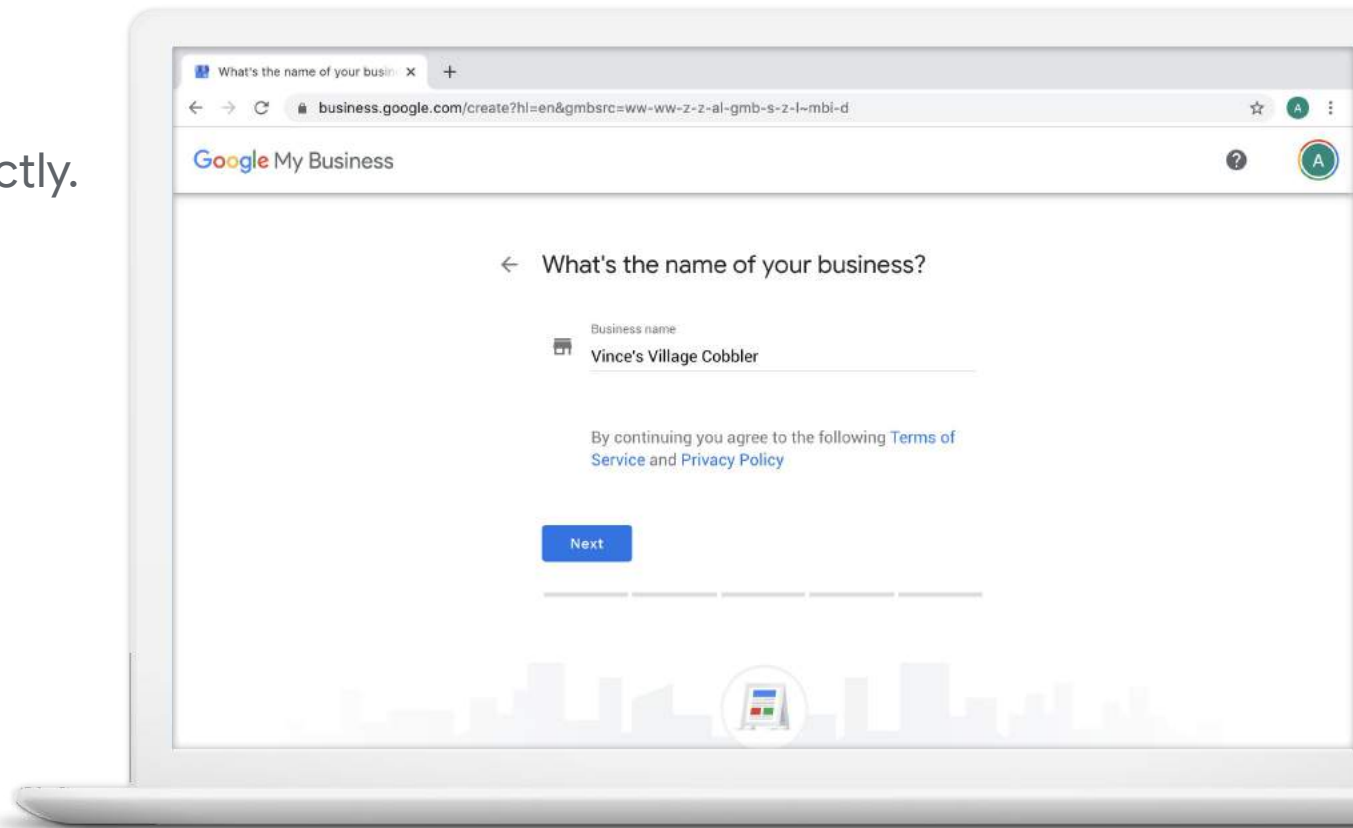 What's the name of your busin
business.google.com/create?hl=en&gmbsrc=ww-ww-z-z-al-gmb-s-z-l~mbi-d
A
ctly.
Google My Business
A
What's the name of your business?
Business name
Vince's Village Cobbler
By continuing you agree to the following Terms of
Service and Privacy Policy
Next